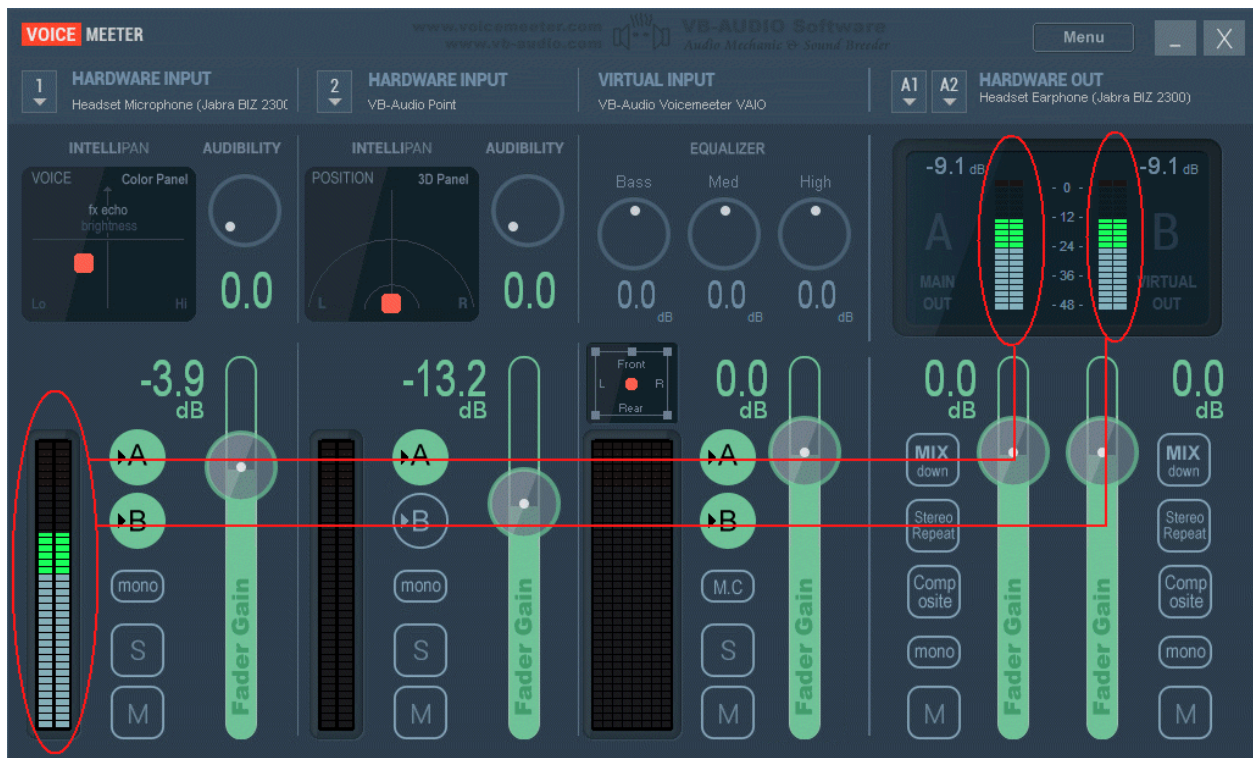 VOICE MEETER
www.voicemeeter.com
www.vb-audio.com
VB-AUDIO Software
Audio Mechanic & Sound Breeder
Menu
_ X
1
HARDWARE INPUT
Headset Microphone (Jabra BIZ 230(
2
HARDWARE INPUT
VB-Audio Point
VIRTUAL INPUT
VB-Audio Voicemeeter VAIO
A1 A2
HARDWARE OUT
Headset Earphone (Jabra BIZ 2300)
INTELLIPAN
AUDIBILITY
VOICE
Color Panel
fx echo
brightness
Lo Hi
0.0
INTELLIPAN
AUDIBILITY
POSITION
3D Panel
L R
0.0
EQUALIZER
Bass Med High
0.0 0.0 0.0
dB dB dB
-9.1 dB
-9.1 dB
A
MAIN
OUT
- 0 -
- 12 -
- 24 -
- 36 -
- 48 -
B
VIRTUAL
OUT
-3.9
dB
A
B
mono
S
M
Fader Gain
-13.2
dB
A
B
mono
S
M
Fader Gain
Front
L R
Rear
0.0
dB
A
B
M.C
S
M
Fader Gain
0.0
dB
MIX
down
Stereo
Repeat
Comp
osite
mono
M
Fader Gain
Fader Gain
0.0
dB
MIX
down
Stereo
Repeat
Comp
osite
mono
M